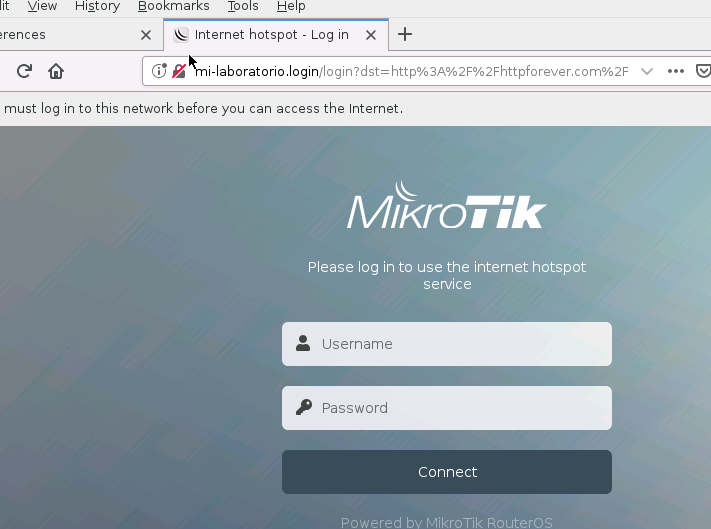 View History Bookmarks Tools Help
Internet hotspot - Log in
mi-laboratorio.login/login?dst=http%3A%2F%2Fhttpforever.com%2F
must log in to this network before you can access the Internet.
MikroTik
Please log in to use the internet hotspot
service
Username
Password
Connect
Powered by MikroTik RouterOS